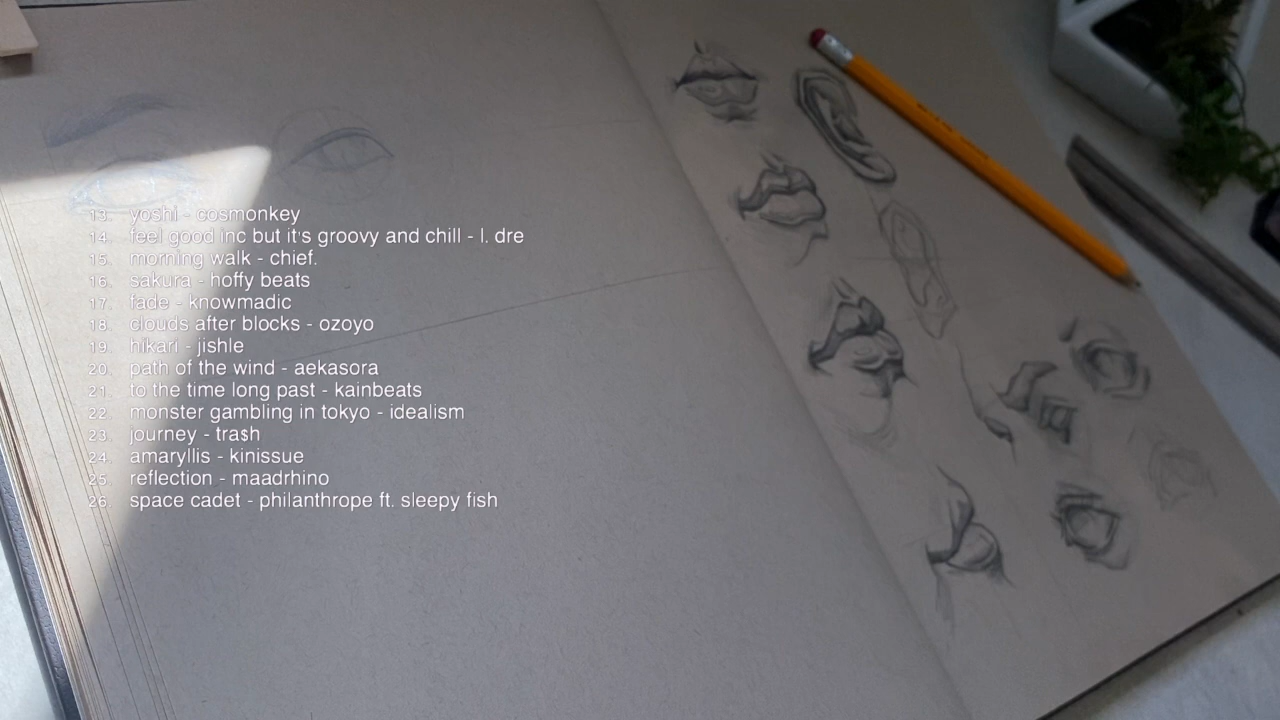 13. yoshi - cosmonkey
14. feel good inc but it's groovy and chill - l. dre
15. morning walk - chief.
16. sakura - hoffy beats
17. fade - knowmadic
18. clouds after blocks - ozoyo
19. hikari - jishle
20. path of the wind - aekasora
21. to the time long past - kainbeats
22. monster gambling in tokyo - idealism
23. journey - tra$h
24. amaryllis - kinissue
25. reflection - maadrhino
26. space cadet - philanthrope ft. sleepy fish